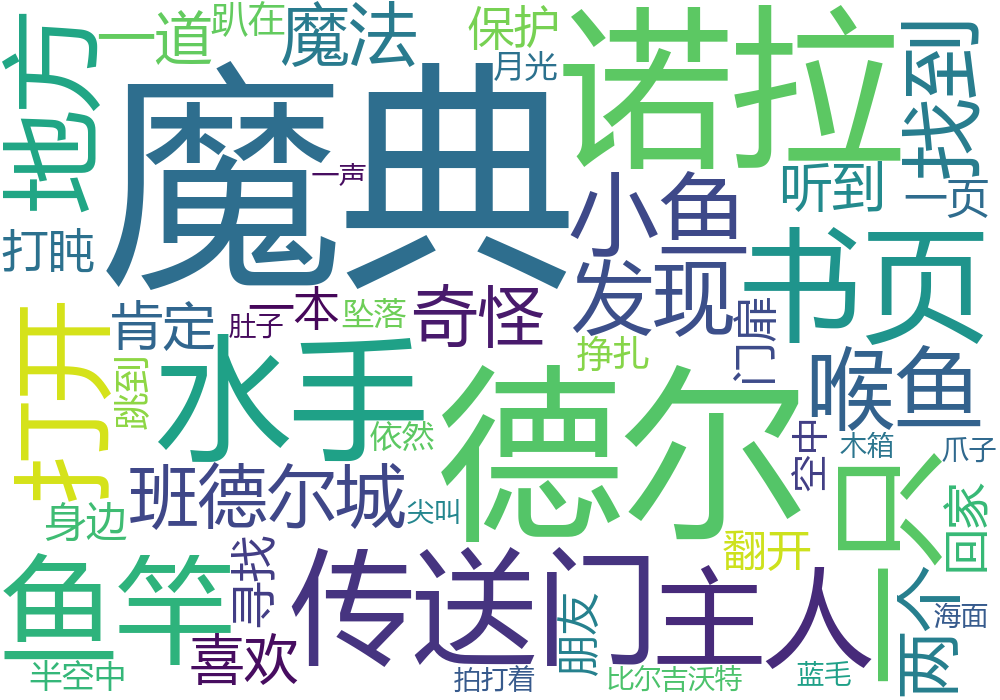 地方
一道
趴在
魔法
保护
诺拉
找到
月光
魔典
一声
听到
一页
小鱼
打盹
发现
书页
肯定
肚子
一本
坠落
奇怪
门扉
打开
水手
挣扎
喉鱼
跳到
德尔
依然
空中
木箱
爪子
班德尔城
尖叫
一只
身边
回家
翻开
鱼竿
寻找
传送门
主人
两个
朋友
海面
喜欢
半空中
拍打着
比尔吉沃特
蓝毛